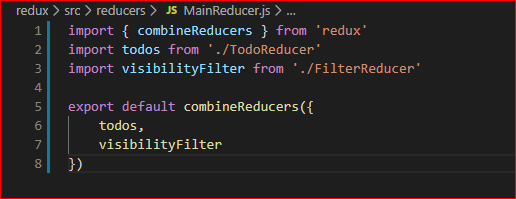 redux > src > reducers > JS MainReducer.js > ...
1 import { combineReducers } from 'redux'
2 import todos from './TodoReducer'
3 import visibilityFilter from './FilterReducer'
4
5 export default combineReducers({
6     todos,
7     visibilityFilter
8 })